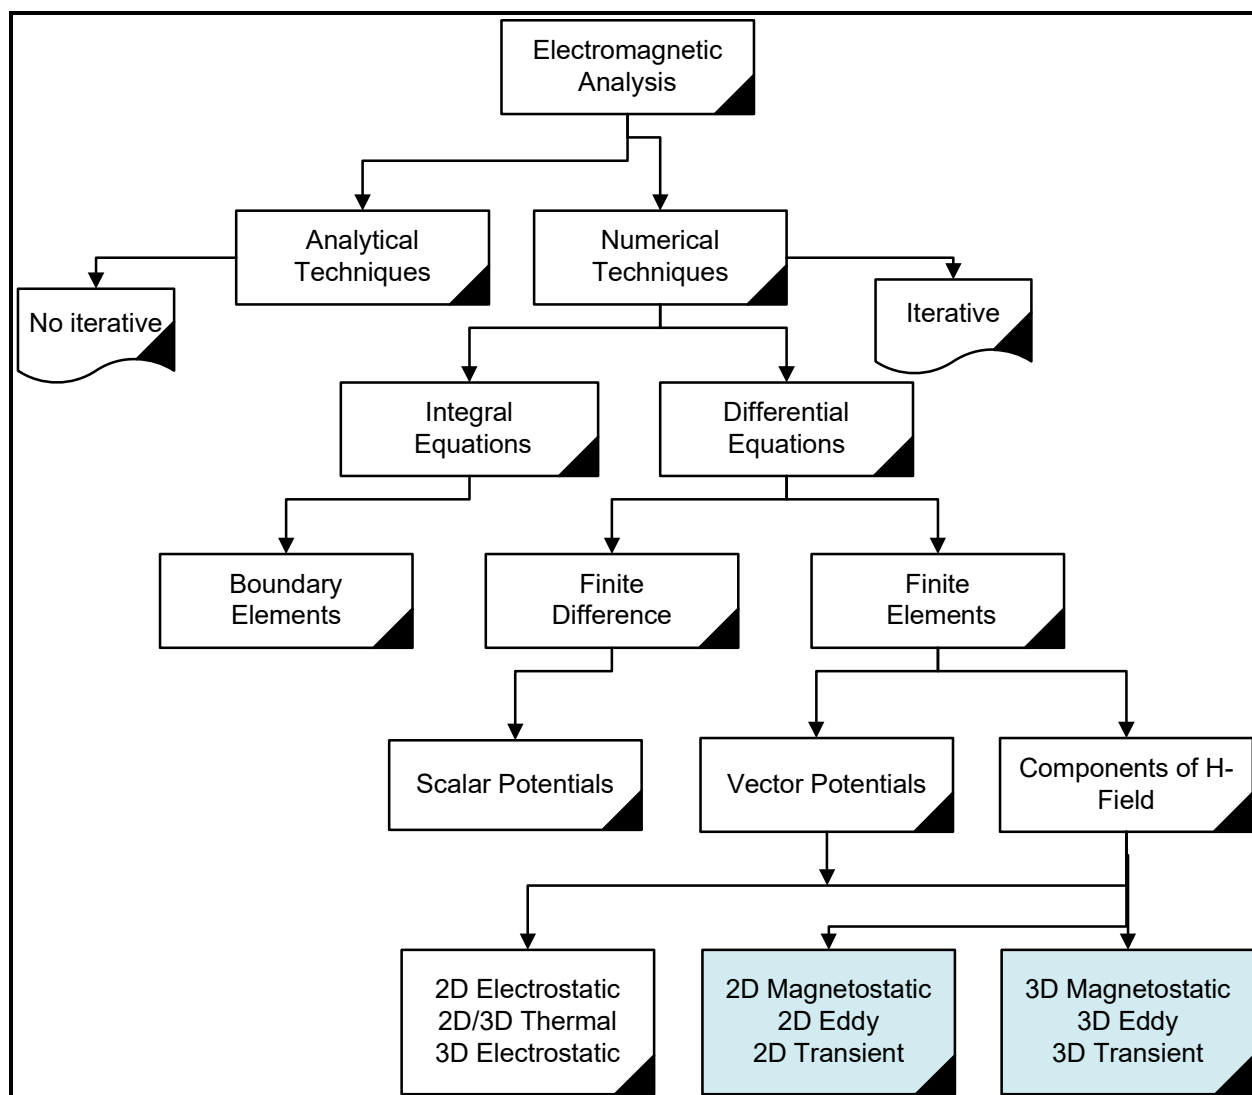 Electromagnetic
Analysis
Analytical
Techniques
Numerical
Techniques
No iterative
Iterative
Integral
Equations
Differential
Equations
Boundary
Elements
Finite
Difference
Finite
Elements
Scalar Potentials
Vector Potentials
Components of H-
Field
2D Electrostatic
2D/3D Thermal
3D Electrostatic
2D Magnetostatic
2D Eddy
2D Transient
3D Magnetostatic
3D Eddy
3D Transient